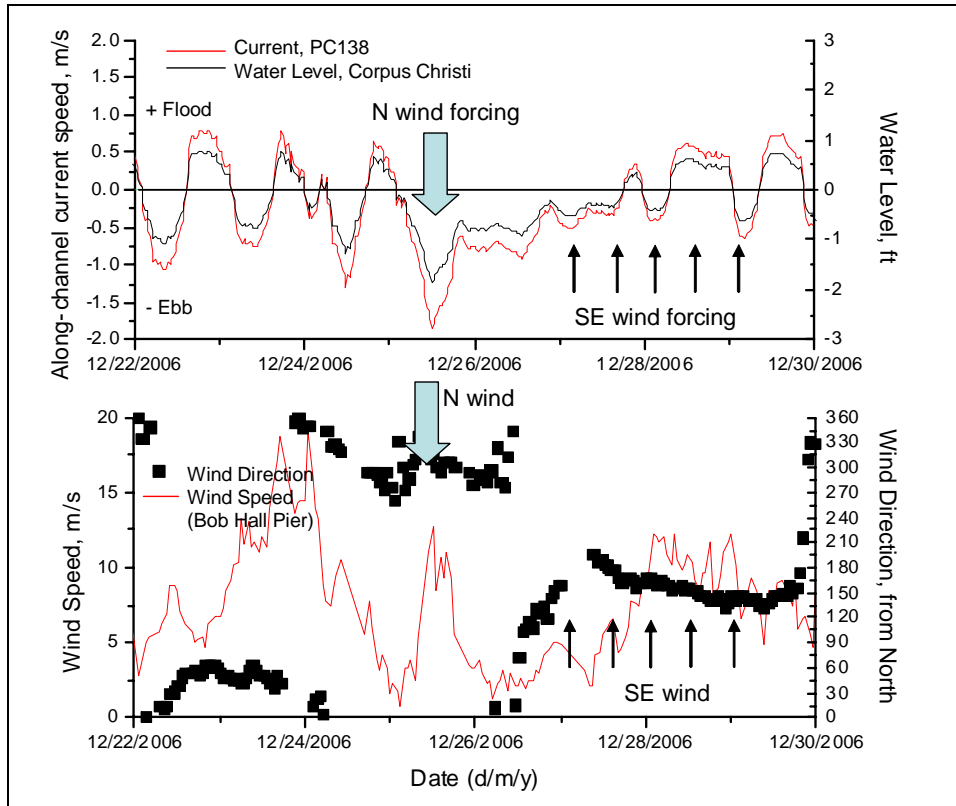 Current, PC138
Water Level, Corpus Christi
+ Flood
N wind forcing
- Ebb
SE wind forcing
Along-channel current speed, m/s
2.0
1.5
1.0
0.5
0.0
-0.5
-1.0
-1.5
-2.0
3
2
1
0
-1
-2
-3
Water Level, ft
12/22/2006 12/24/2006 12/26/2006 12/28/2006 12/30/2006
N wind
Wind Direction
Wind Speed
(Bob Hall Pier)
SE wind
Wind Speed, m/s
20
15
10
5
0
360
330
300
270
240
210
180
150
120
90
60
30
0
Wind Direction, from North
12/22/2006 12/24/2006 12/26/2006 12/28/2006 12/30/2006
Date (d/m/y)